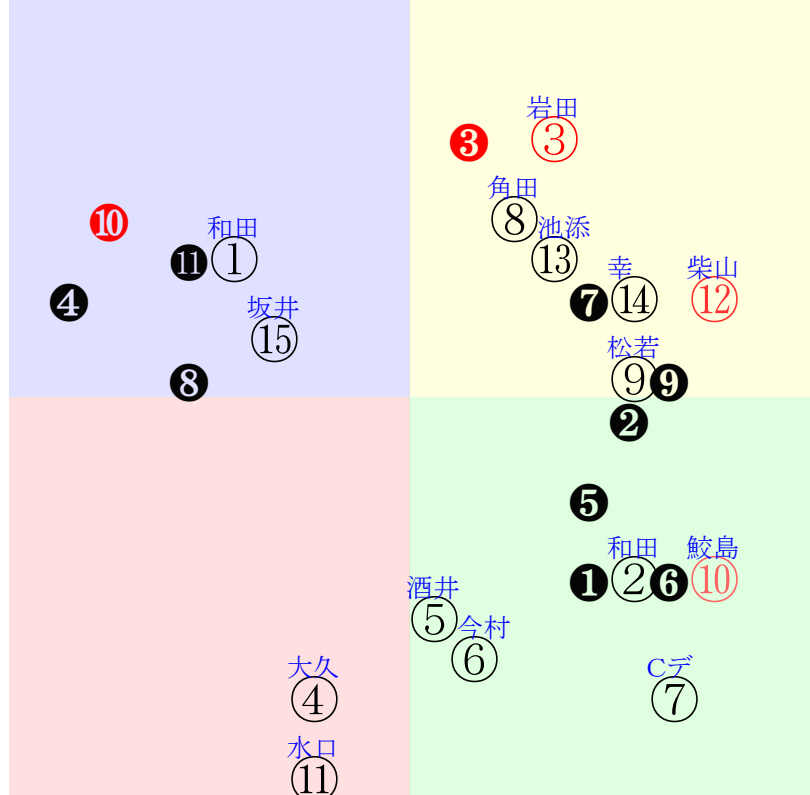 岩田
❸ ③
角田
⑧
❿ 和田 池添
⓫ ① ⑬
幸 柴山
❹ 坂井 ❼ ⑭ ⑫
⑮ 松若
❽ ⑨ ❾
❷
❺
和田 鮫島
❶ ② ❻ ⑩
酒井
⑤ 今村
⑥
大久 Cデ
④ ⑦
水口
⑪